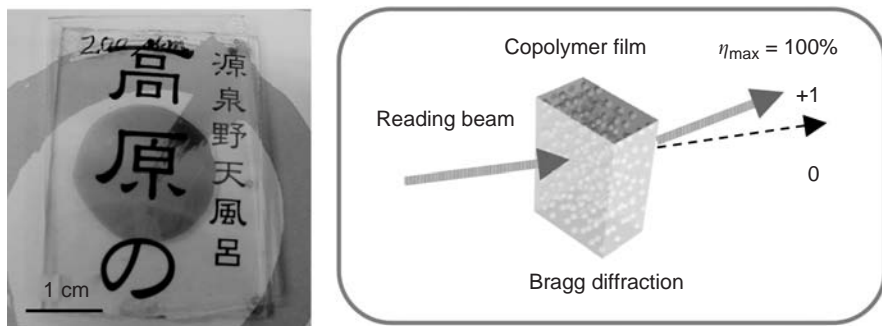 高原の
源泉野天風呂
1 cm
Copolymer film
η_max = 100%
+1
Reading beam
0
Bragg diffraction